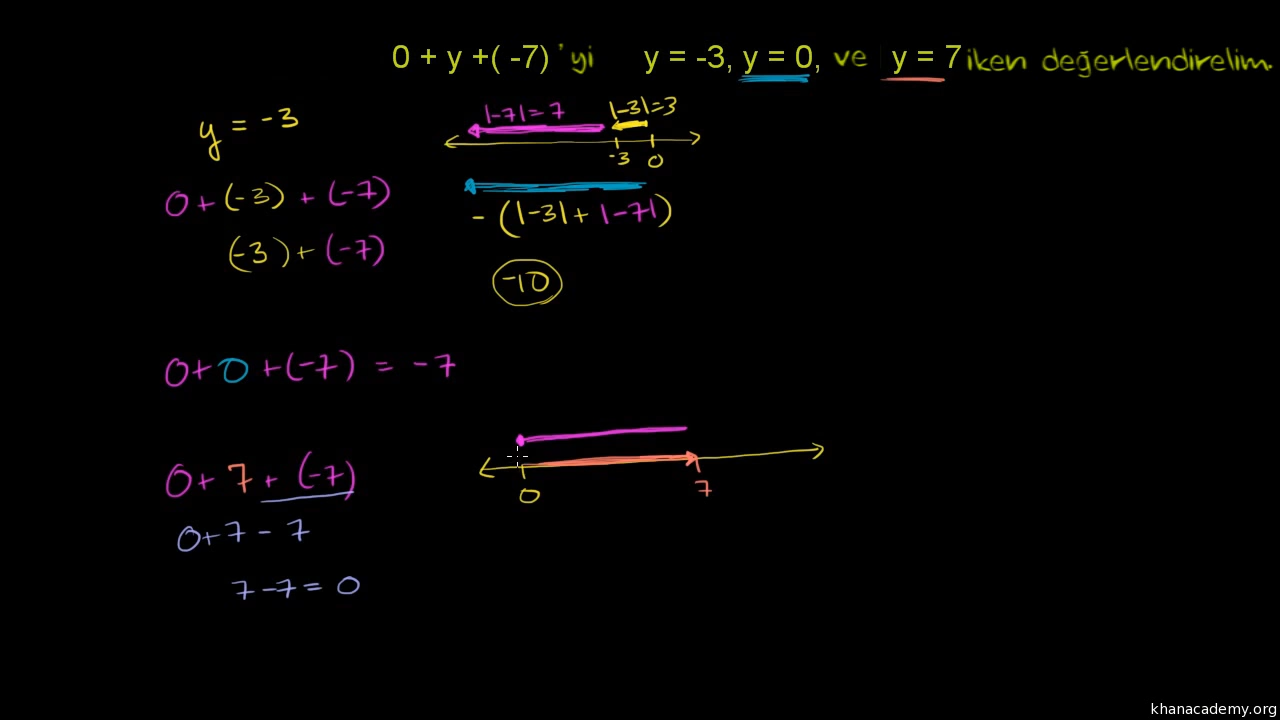 0 + y +( -7) 'yi y = -3, y = 0, ve y = 7 iken değerlendirelim.
y = -3
|-7| = 7 |-3| = 3
-3 0
0 + (-3) + (-7)
- (|-3| + |-7|)
(-3) + (-7)
-10
0 + 0 + (-7) = -7
0 + 7 + (-7)
0 7
0 + 7 - 7
7 - 7 = 0
khanacademy.org